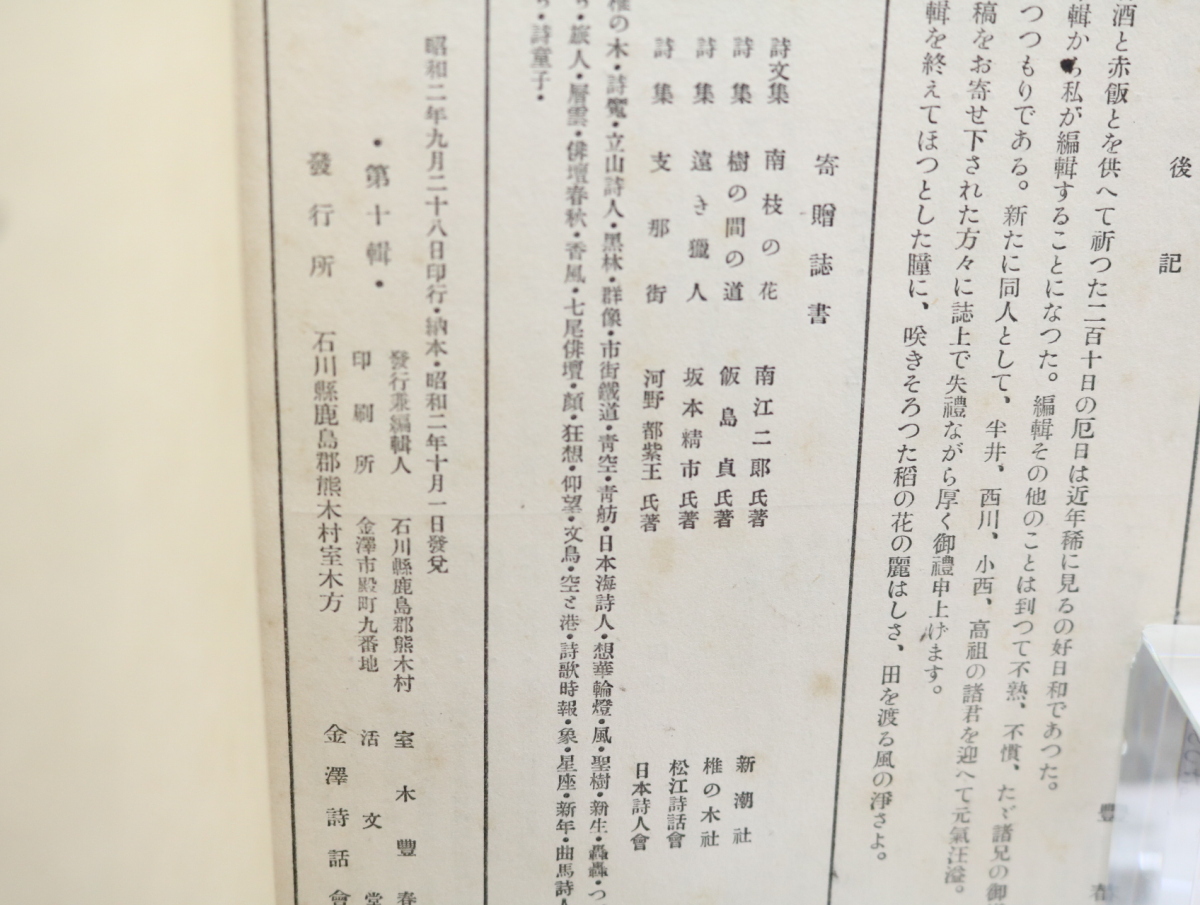 後記
酒と赤飯とを供へて祈つた二百十日の厄日は近年稀に見るの好日和であつた。
輯から私が編輯することになつた。編輯その他のことは到つて不熟、不慣、たゞ諸兄の御
つつもりである。新たに同人として、半井、西川、小西、高祖の諸君を迎へて元氣汪溢。
稿をお寄せ下された方々に誌上で失禮ながら厚く御禮申上げます。
輯を終えてほつとした瞳に、咲きそろつた稻の花の麗はしさ、田を渡る風の淨さよ。
豐春
寄贈誌書
詩文集 南枝の花 南江二郎氏著 新潮社
詩集 樹の間の道 飯島貞氏著 椎の木社
詩集 遠き獵人 坂本精市氏著 松江詩話會
詩集 支那街 河野都紫王氏著 日本詩人會
椎の木・詩魔・立山詩人・黑林・群像・市街鐵道・靑空・靑舫・日本海詩人・想華輪燈・風・聖樹・新生・轟轟・つ
・旅人・層雲・俳壇春秋・香風・七尾俳壇・顔・狂想・仰望・文鳥・空と港・詩歌時報・象・星座・新年・曲馬詩人
・詩童子・
昭和二年九月二十八日印行・納本・昭和二年十月一日發兌
・第十輯・
發行兼編輯人 石川縣鹿島郡熊木村 室木豐春
印刷所 金澤市殿町九番地 活文堂
發行所 石川縣鹿島郡熊木村室木方 金澤詩話會